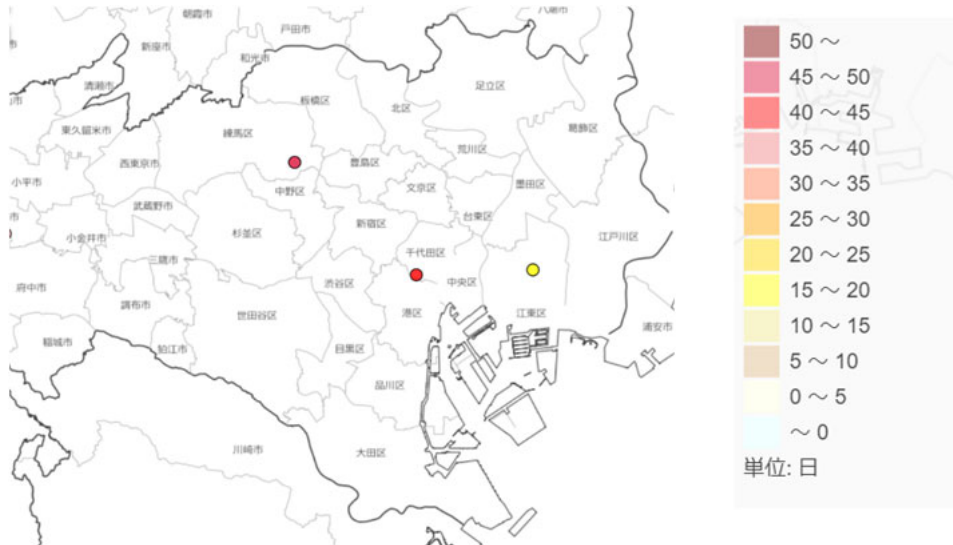 朝霞市
戸田市
八潮市
新座市
和光市
足立区
清瀬市
板橋区
北区
東久留米市
練馬区
葛飾区
西東京市
豊島区
荒川区
小平市
中野区
文京区
墨田区
武蔵野市
台東区
小金井市
杉並区
新宿区
江戸川区
三鷹市
千代田区
府中市
渋谷区
中央区
調布市
世田谷区
港区
江東区
浦安市
稲城市
狛江市
目黒区
品川区
川崎市
大田区
50 ～
45 ～ 50
40 ～ 45
35 ～ 40
30 ～ 35
25 ～ 30
20 ～ 25
15 ～ 20
10 ～ 15
5 ～ 10
0 ～ 5
～ 0
単位: 日